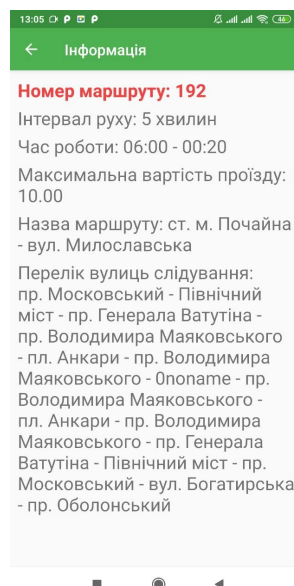 13:05
46
Інформація
Номер маршруту: 192
Інтервал руху: 5 хвилин
Час роботи: 06:00 - 00:20
Максимальна вартість проїзду:
10.00
Назва маршруту: ст. м. Почайна
- вул. Милославська
Перелік вулиць слідування:
пр. Московський - Північний
міст - пр. Генерала Ватутіна -
пр. Володимира Маяковського
- пл. Анкари - пр. Володимира
Маяковського - 0noname - пр.
Володимира Маяковського -
пл. Анкари - пр. Володимира
Маяковського - пр. Генерала
Ватутіна - Північний міст - пр.
Московський - вул. Богатирська
- пр. Оболонський